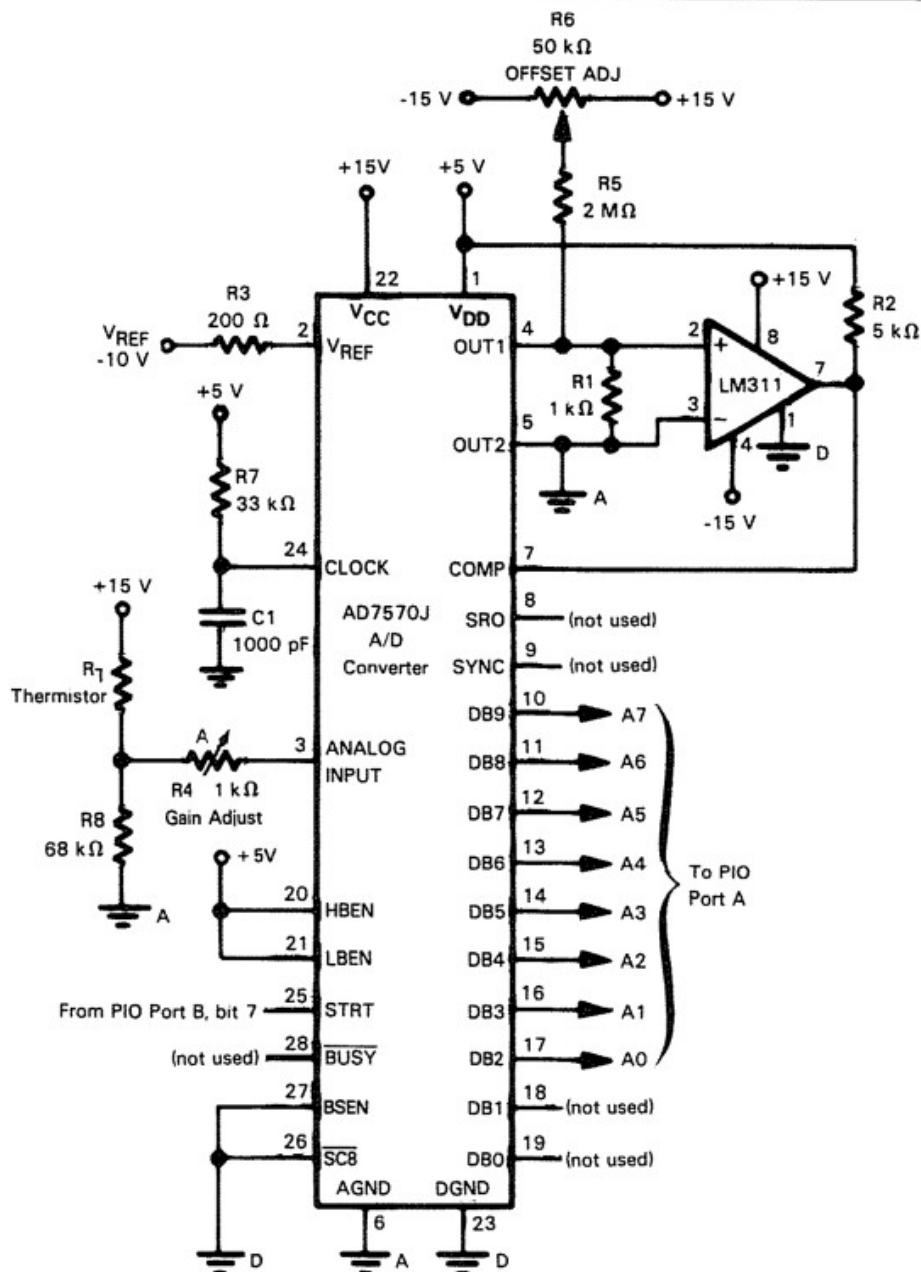 R6
50 kΩ
OFFSET ADJ
-15 V
+15 V
+15V
+5 V
R5
2 MΩ
22
1
+15 V
R2
5 kΩ
R3
200 Ω
VCC
VDD
8
VREF
-10 V
2
VREF
4
OUT1
2
+
LM311
7
R1
1 kΩ
3
−
1
+5 V
5
OUT2
4
D
A
-15 V
R7
33 kΩ
24
CLOCK
COMP
7
+15 V
C1
1000 pF
AD7570J
A/D
Converter
SRO
8
(not used)
RT
Thermistor
SYNC
9
(not used)
DB9
10
A7
A
3
ANALOG
INPUT
DB8
11
A6
R4
1 kΩ
Gain Adjust
DB7
12
A5
R8
68 kΩ
+5V
DB6
13
A4
To PIO
Port A
A
20
HBEN
DB5
14
A3
21
LBEN
DB4
15
A2
From PIO Port B, bit 7
25
STRT
DB3
16
A1
(not used)
28
BUSY
DB2
17
A0
27
BSEN
DB1
18
(not used)
26
SC8
DB0
19
(not used)
AGND
DGND
6
23
D
A
D